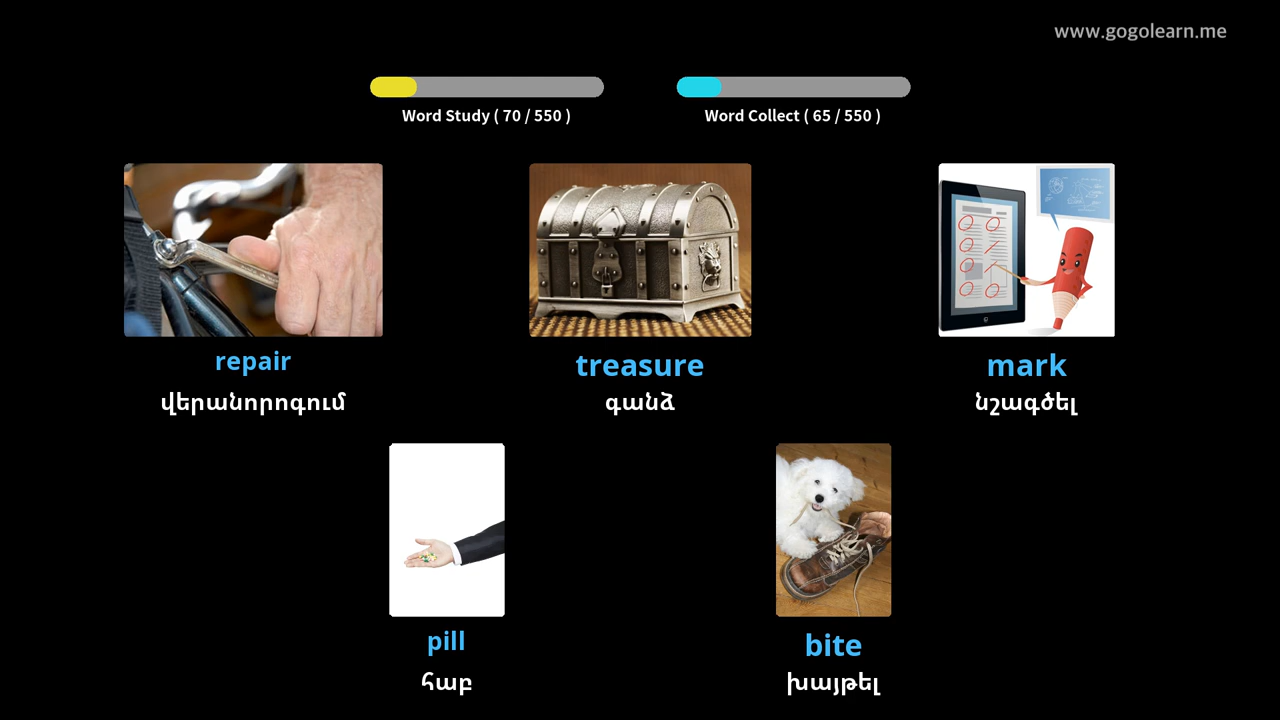 www.gogolearn.me
Word Study ( 70 / 550 )
Word Collect ( 65 / 550 )
repair
վերանորոգում
treasure
գանձ
mark
նշագծել
pill
հաբ
bite
խայթել